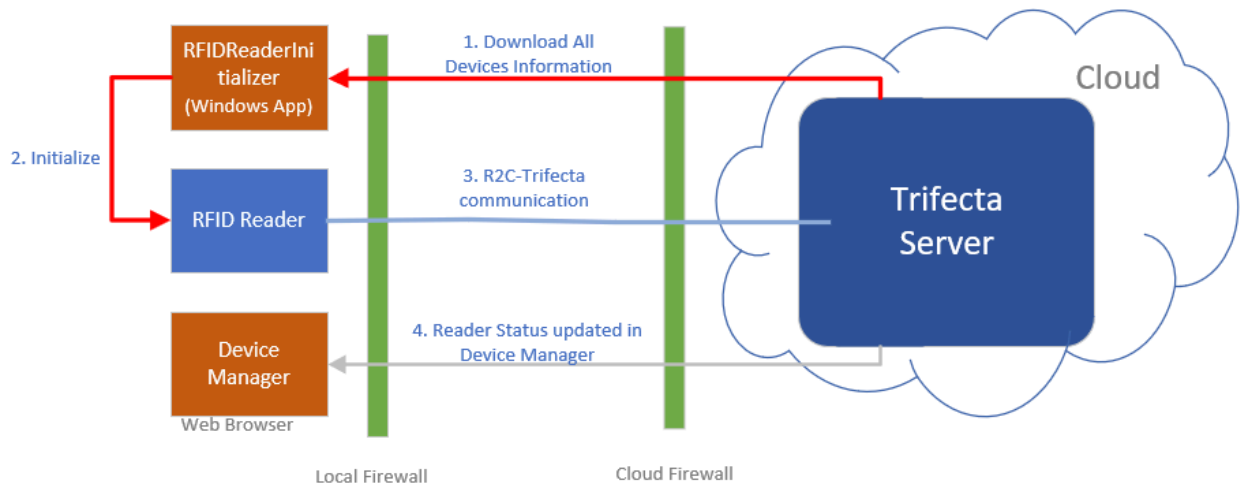 RFIDReaderIni
tializer
(Windows App)
1. Download All
Devices Information
Cloud
2. Initialize
RFID Reader
3. R2C-Trifecta
communication
Trifecta
Server
Device
Manager
4. Reader Status updated in
Device Manager
Web Browser
Local Firewall
Cloud Firewall